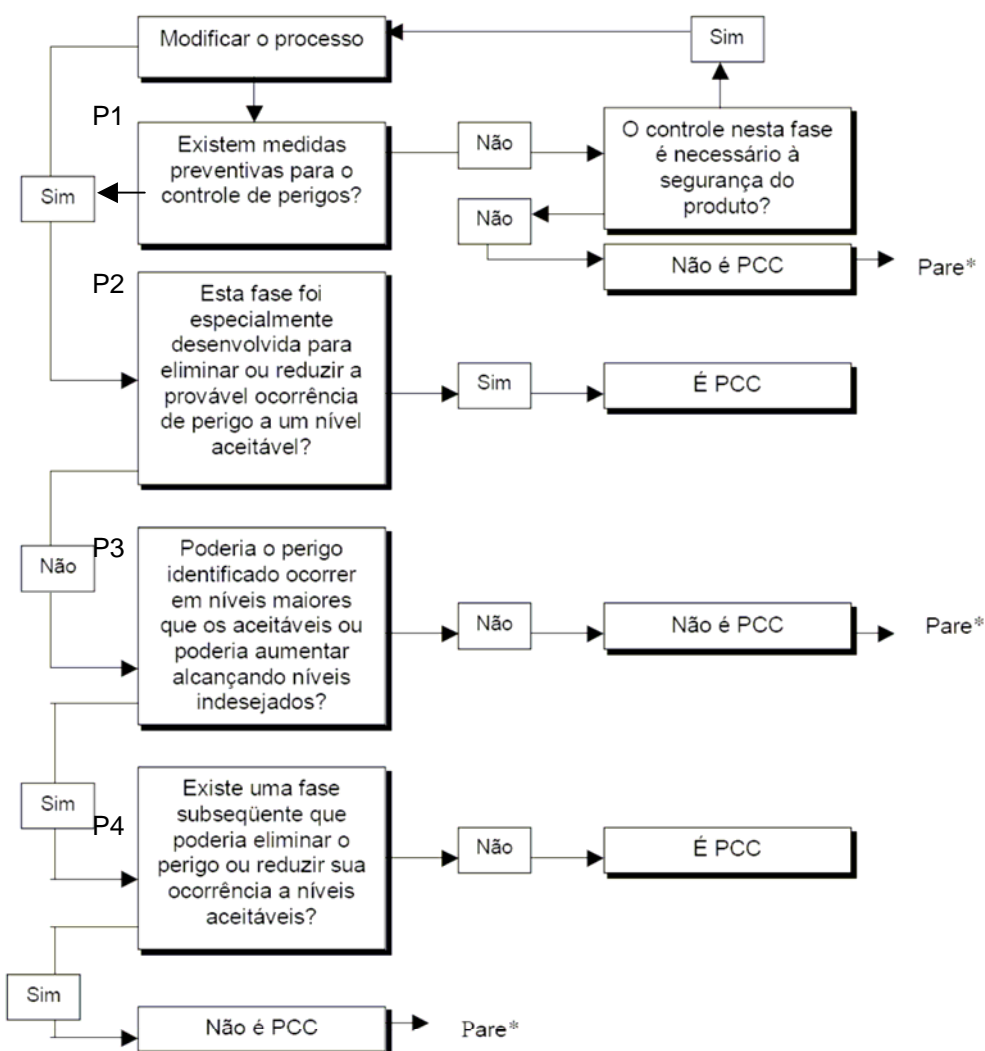 Modificar o processo
Sim
P1
Existem medidas
preventivas para o
controle de perigos?
Não
O controle nesta fase
é necessário à
segurança do
produto?
Sim
Não
Não é PCC
Pare*
P2
Esta fase foi
especialmente
desenvolvida para
eliminar ou reduzir a
provável ocorrência
de perigo a um nível
aceitável?
Sim
É PCC
Não
P3
Poderia o perigo
identificado ocorrer
em níveis maiores
que os aceitáveis ou
poderia aumentar
alcançando níveis
indesejados?
Não
Não é PCC
Pare*
Sim
P4
Existe uma fase
subseqüente que
poderia eliminar o
perigo ou reduzir sua
ocorrência a níveis
aceitáveis?
Não
É PCC
Sim
Não é PCC
Pare*